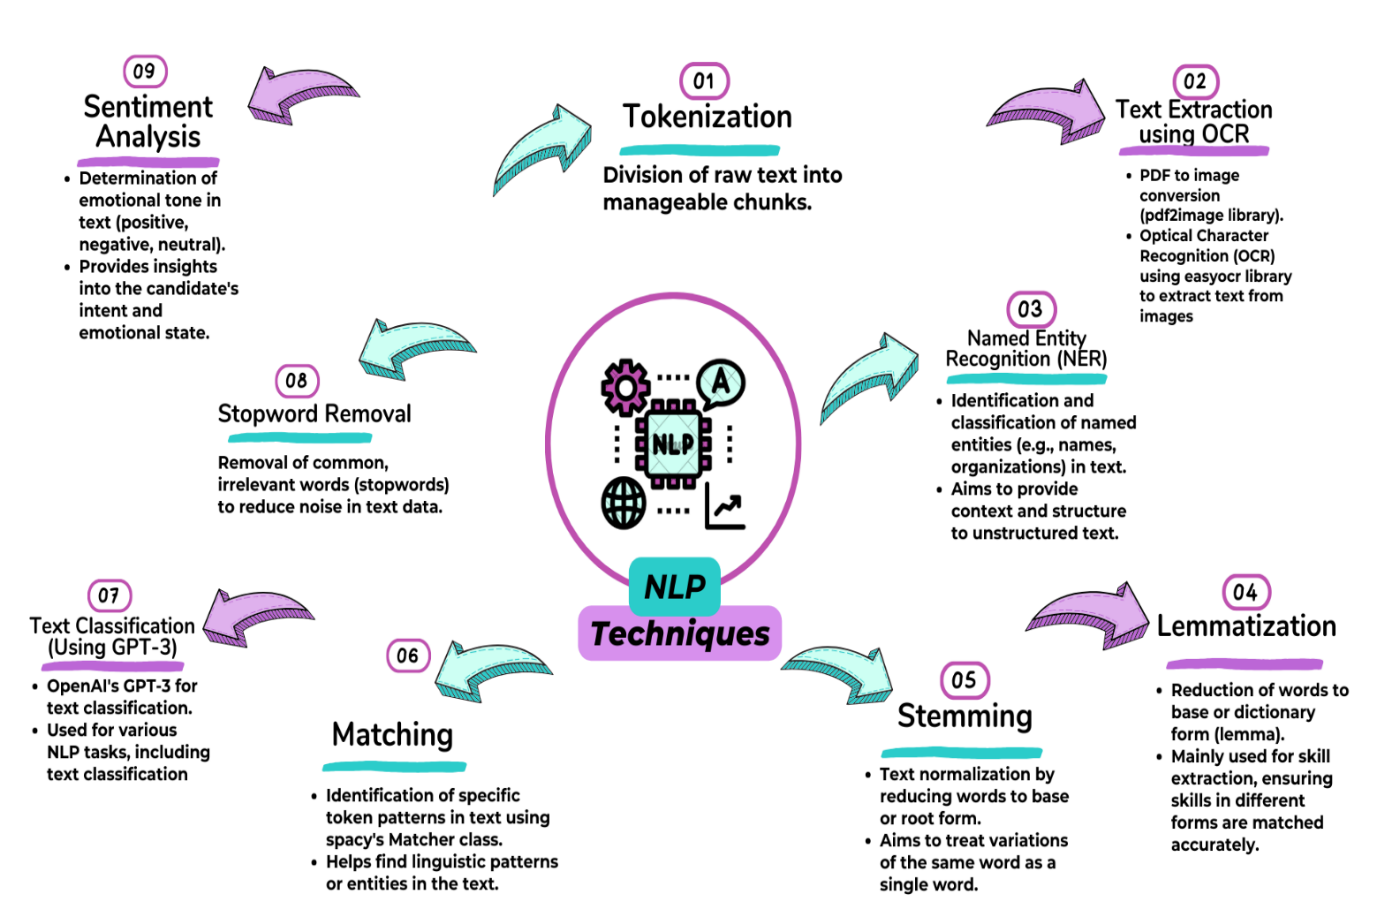 01
Tokenization
Division of raw text into
manageable chunks.
02
Text Extraction
using OCR
• PDF to image
conversion
(pdf2image library).
• Optical Character
Recognition (OCR)
using easyocr library
to extract text from
images
03
Named Entity
Recognition (NER)
• Identification and
classification of named
entities (e.g., names,
organizations) in text.
• Aims to provide
context and structure
to unstructured text.
04
Lemmatization
• Reduction of words to
base or dictionary
form (lemma).
• Mainly used for skill
extraction, ensuring
skills in different
forms are matched
accurately.
05
Stemming
• Text normalization by
reducing words to base
or root form.
• Aims to treat variations
of the same word as a
single word.
06
Matching
• Identification of specific
token patterns in text using
spacy's Matcher class.
• Helps find linguistic patterns
or entities in the text.
07
Text Classification
(Using GPT-3)
• OpenAI's GPT-3 for
text classification.
• Used for various
NLP tasks, including
text classification
08
Stopword Removal
Removal of common,
irrelevant words (stopwords)
to reduce noise in text data.
09
Sentiment
Analysis
• Determination of
emotional tone in
text (positive,
negative, neutral).
• Provides insights
into the candidate's
intent and
emotional state.
A
NLP
NLP
Techniques